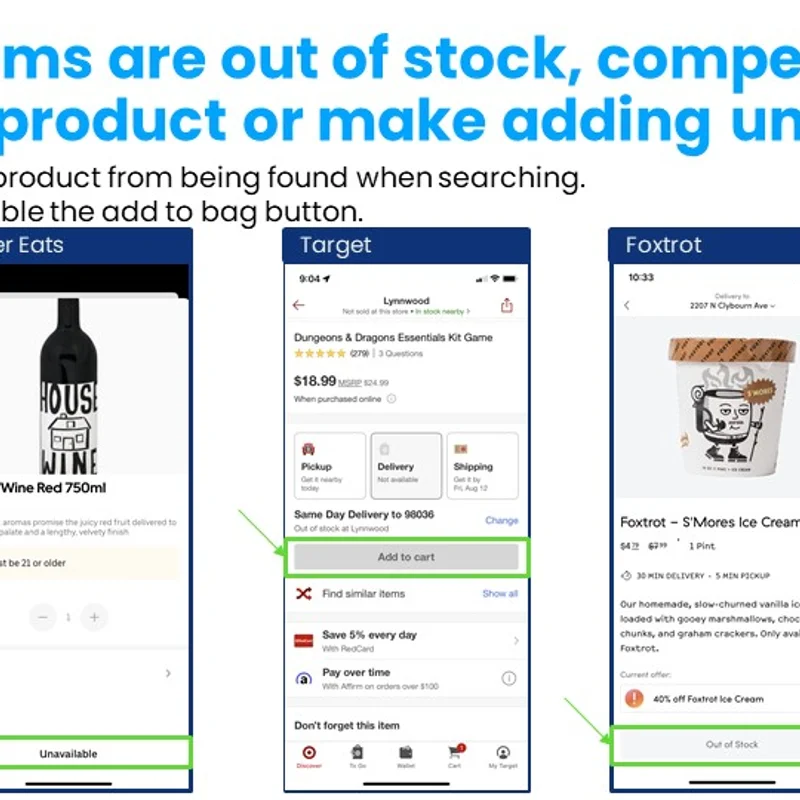 ms are out of stock, compe
product or make adding un
product from being found when searching.
ble the add to bag button.
er Eats
HOUSE
WINE
Wine Red 750ml
aromas promise the juicy red fruit delivered to
palate and a lengthy, velvety finish
st be 21 or older
1
Unavailable
Target
9:04
Lynnwood
Not sold at this store • In stock nearby
Dungeons & Dragons Essentials Kit Game
(279) | 3 Questions
$18.99 MSRP $24.99
When purchased online
Pickup
Get it nearby
today
Delivery
Not available
Shipping
Get it by
Fri, Aug 12
Same Day Delivery to 98036
Change
Out of stock at Lynnwood
Add to cart
Find similar items
Show all
Save 5% every day
With RedCard
a
Pay over time
With Affirm on orders over $100
Don't forget this item
Discover
To Go
Wallet
Cart
My Target
Foxtrot
10:33
Delivery to
2207 N Clybourn Ave
S'MORES
Foxtrot – S'Mores Ice Cream
1 Pint
30 MIN DELIVERY • 5 MIN PICKUP
Our homemade, slow-churned vanilla ic
loaded with gooey marshmallows, choc
chunks, and graham crackers. Only avai
Foxtrot.
Current offer:
40% off Foxtrot Ice Cream
Out of Stock